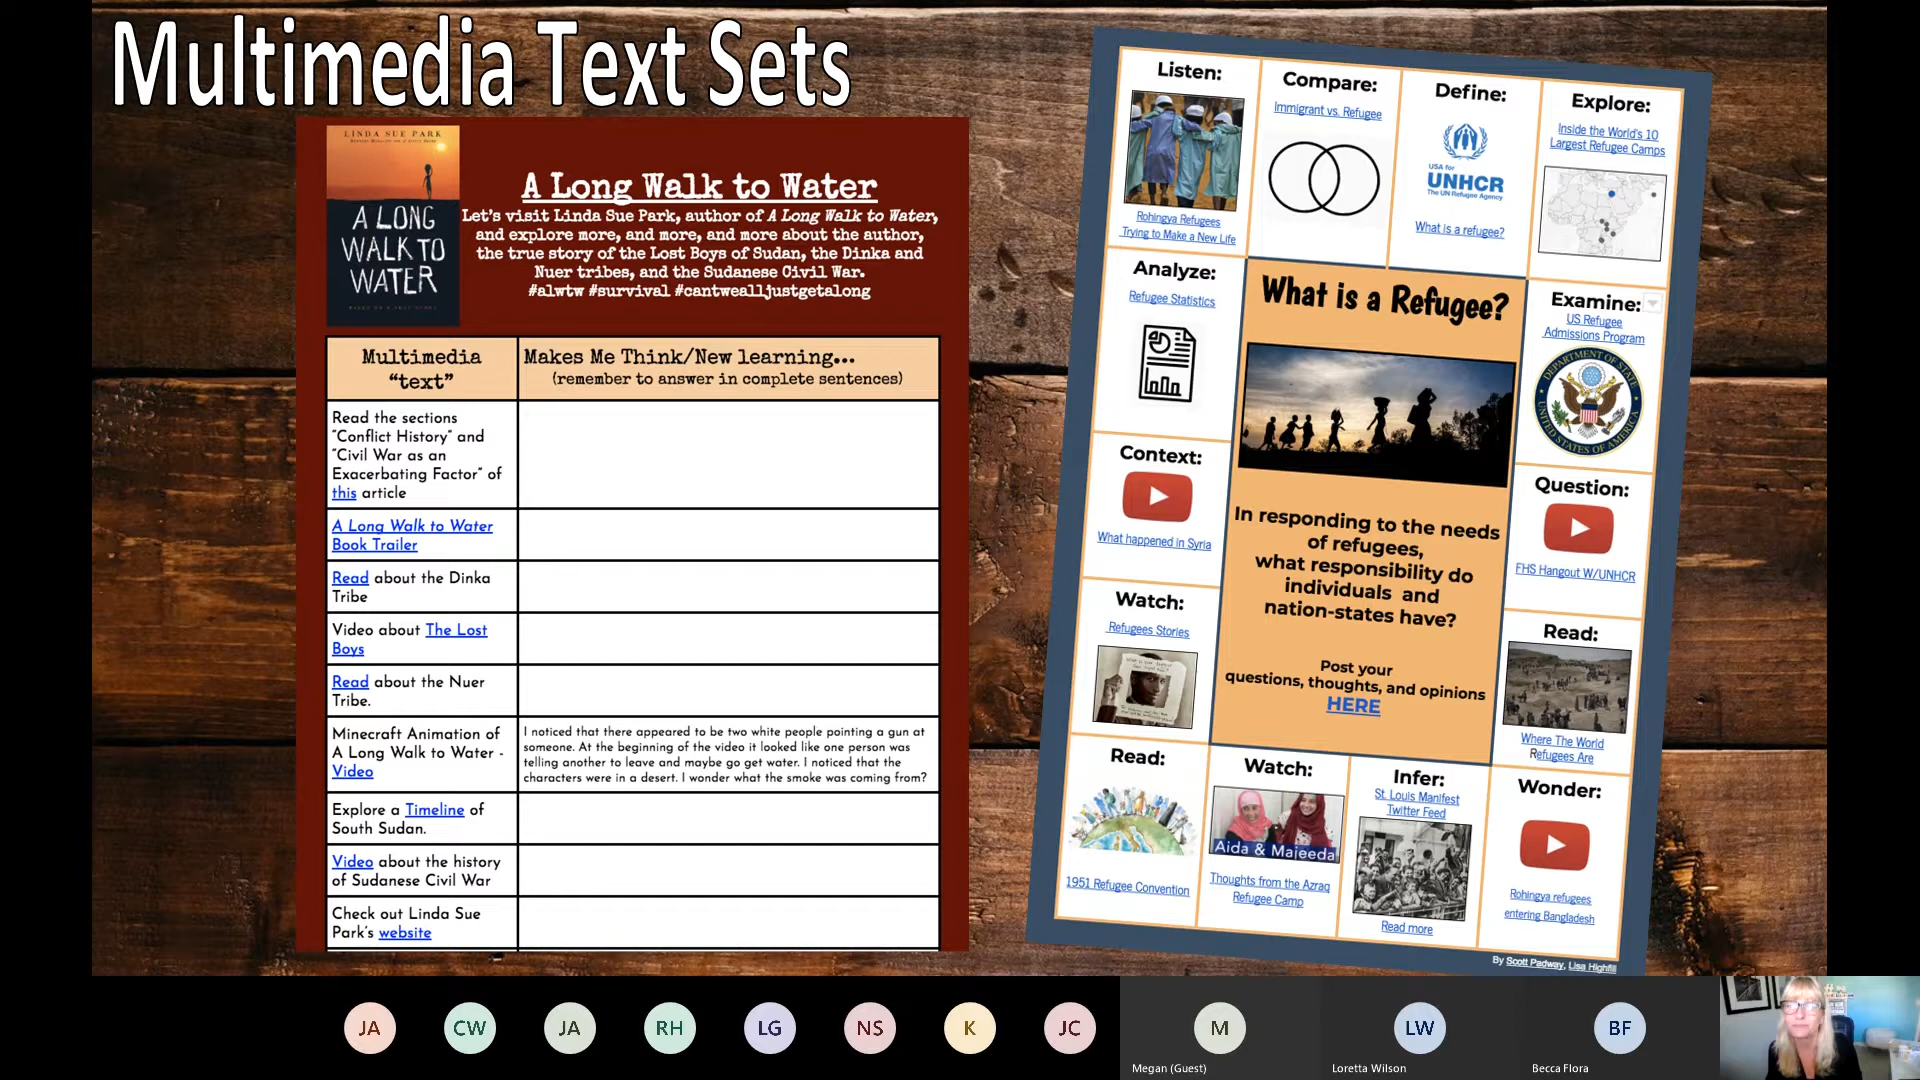 Multimedia Text Sets
LINDA SUE PARK
A LONG
WALK TO
WATER
A Long Walk to Water
Let's visit Linda Sue Park, author of A Long Walk to Water,
and explore more, and more, and more about the author,
the true story of the Lost Boys of Sudan, the Dinka and
Nuer tribes, and the Sudanese Civil War.
#alwtw #survival #cantwealljustgetalong
Multimedia
"text"
Makes Me Think/New learning...
(remember to answer in complete sentences)
Read the sections
"Conflict History" and
"Civil War as an
Exacerbating Factor" of
this article
A Long Walk to Water
Book Trailer
Read about the Dinka
Tribe
Video about The Lost
Boys
Read about the Nuer
Tribe.
Minecraft Animation of
A Long Walk to Water -
Video
I noticed that there appeared to be two white people pointing a gun at
someone. At the beginning of the video it looked like one person was
telling another to leave and maybe go get water. I noticed that the
characters were in a desert. I wonder what the smoke was coming from?
Explore a Timeline of
South Sudan.
Video about the history
of Sudanese Civil War
Check out Linda Sue
Park's website
Listen:
Rohingya Refugees
Trying to Make a New Life
Compare:
Immigrant vs. Refugee
Define:
USA for
UNHCR
The UN Refugee Agency
What is a refugee?
Explore:
Inside the World's 10
Largest Refugee Camps
Analyze:
Refugee Statistics
What is a Refugee?
In responding to the needs
of refugees,
what responsibility do
individuals and
nation-states have?
Post your
questions, thoughts, and opinions
HERE
Examine:
US Refugee
Admissions Program
DEPARTMENT OF STATE
UNITED STATES OF AMERICA
Context:
What happened in Syria
Question:
FHS Hangout W/UNHCR
Watch:
Refugees Stories
Read:
Where The World
Refugees Are
Read:
1951 Refugee Convention
Watch:
Aida & Majeeda
Thoughts from the Azraq
Refugee Camp
Infer:
St. Louis Manifest
Twitter Feed
Read more
Wonder:
Rohingya refugees
entering Bangladesh
By Scott Padway, Lisa Highfill
JA
CW
JA
RH
LG
NS
K
JC
M
Megan (Guest)
LW
Loretta Wilson
BF
Becca Flora